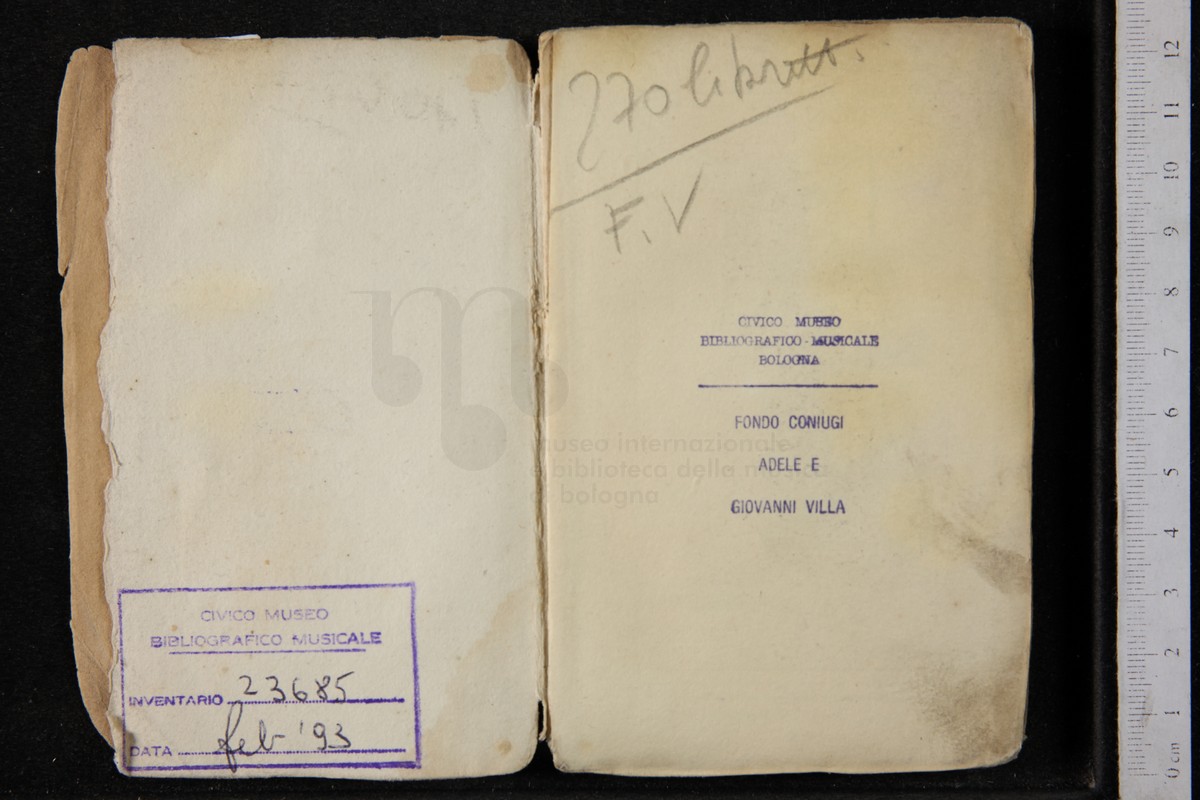 CIVICO MUSEO
BIBLIOGRAFICO MUSICALE
INVENTARIO 23685
DATA feb '93
270 librett.
F. V
CIVICO MUSEO
BIBLIOGRAFICO-MUSICALE
BOLOGNA
FONDO CONIUGI
ADELE E
GIOVANNI VILLA
museo internazionale
e biblioteca della musica
di bologna
12
11
10
9
8
7
6
5
4
3
2
1
0 cm